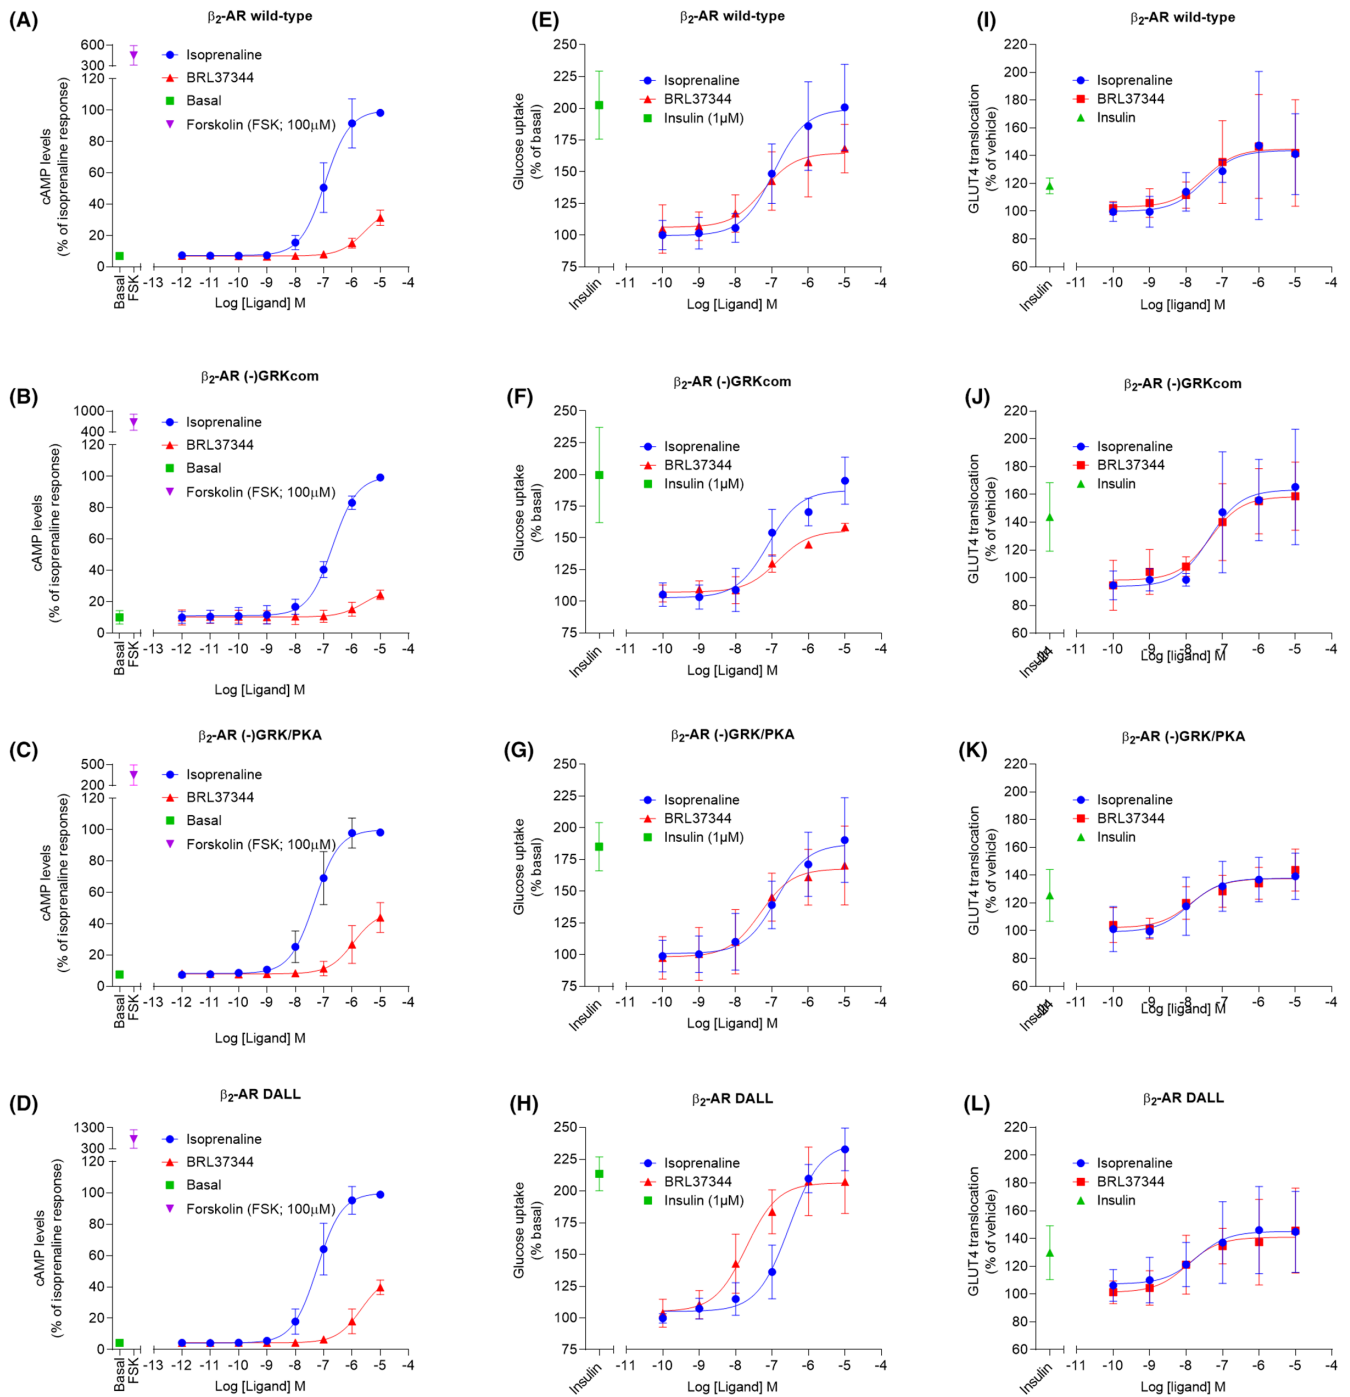 (A)
β2-AR wild-type
600
300
120
100
80
60
40
20
0
cAMP levels
(% of isoprenaline response)
Isoprenaline
BRL37344
Basal
Forskolin (FSK; 100μM)
Basal
FSK
-13 -12 -11 -10 -9 -8 -7 -6 -5 -4
Log [Ligand] M
(E)
β2-AR wild-type
250
225
200
175
150
125
100
75
Glucose uptake
(% of basal)
Isoprenaline
BRL37344
Insulin (1μM)
Insulin
-11 -10 -9 -8 -7 -6 -5 -4
Log [Ligand] M
(I)
β2-AR wild-type
220
200
180
160
140
120
100
80
60
GLUT4 translocation
(% of vehicle)
Isoprenaline
BRL37344
Insulin
Insulin
-11 -10 -9 -8 -7 -6 -5 -4
Log [ligand] M
(B)
β2-AR (-)GRKcom
1000
400
120
100
80
60
40
20
0
cAMP levels
(% of isoprenaline response)
Isoprenaline
BRL37344
Basal
Forskolin (FSK; 100μM)
Basal
FSK
-13 -12 -11 -10 -9 -8 -7 -6 -5 -4
Log [Ligand] M
(F)
β2-AR (-)GRKcom
250
225
200
175
150
125
100
75
Glucose uptake
(% basal)
Isoprenaline
BRL37344
Insulin (1μM)
Insulin
-11 -10 -9 -8 -7 -6 -5 -4
Log [Ligand] M
(J)
β2-AR (-)GRKcom
220
200
180
160
140
120
100
80
60
GLUT4 translocation
(% of vehicle)
Isoprenaline
BRL37344
Insulin
Insulin
-11 -10 -9 -8 -7 -6 -5 -4
Log [ligand] M
(C)
β2-AR (-)GRK/PKA
500
200
120
100
80
60
40
20
0
cAMP levels
(% of isoprenaline response)
Isoprenaline
BRL37344
Basal
Forskolin (FSK; 100μM)
Basal
FSK
-13 -12 -11 -10 -9 -8 -7 -6 -5 -4
Log [Ligand] M
(G)
β2-AR (-)GRK/PKA
250
225
200
175
150
125
100
75
Glucose uptake
(% basal)
Isoprenaline
BRL37344
Insulin (1μM)
Insulin
-11 -10 -9 -8 -7 -6 -5 -4
Log [Ligand] M
(K)
β2-AR (-)GRK/PKA
220
200
180
160
140
120
100
80
60
GLUT4 translocation
(% of vehicle)
Isoprenaline
BRL37344
Insulin
Insulin
-11 -10 -9 -8 -7 -6 -5 -4
Log [ligand] M
(D)
β2-AR DALL
1300
300
120
100
80
60
40
20
0
cAMP levels
(% of isoprenaline response)
Isoprenaline
BRL37344
Basal
Forskolin (FSK; 100μM)
Basal
FSK
-13 -12 -11 -10 -9 -8 -7 -6 -5 -4
Log [Ligand] M
(H)
β2-AR DALL
250
225
200
175
150
125
100
75
Glucose uptake
(% basal)
Isoprenaline
BRL37344
Insulin (1μM)
Insulin
-11 -10 -9 -8 -7 -6 -5 -4
Log [Ligand] M
(L)
β2-AR DALL
220
200
180
160
140
120
100
80
60
GLUT4 translocation
(% of vehicle)
Isoprenaline
BRL37344
Insulin
Insulin
-11 -10 -9 -8 -7 -6 -5 -4
Log [ligand] M